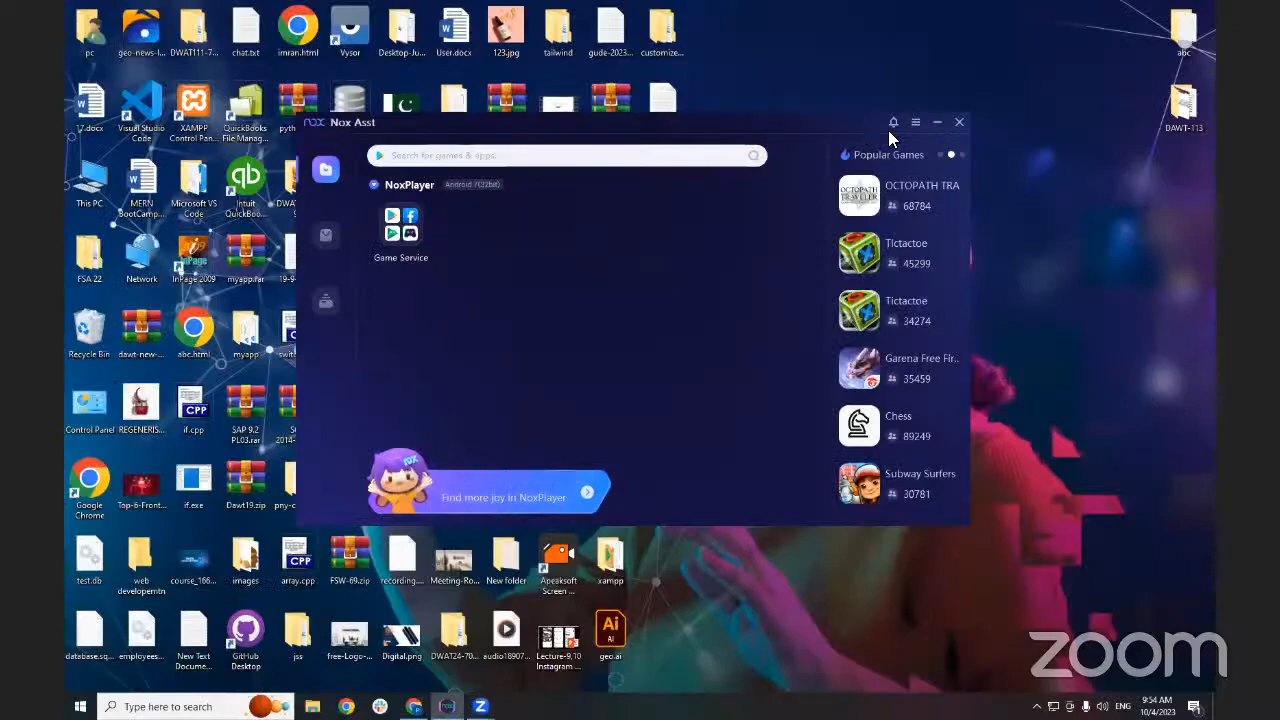 pc
geo-news-l...
DWAT111-7...
chat.txt
imran.html
Vysor
Desktop-Ju...
User.docx
123.jpg
tailwind
gude-2023...
customize...
abc
17.docx
Visual Studio
Code
XAMPP
Control Pan...
QuickBooks
File Manag...
DAWT-113
nox Nox Asst
Search for games & apps.
NoxPlayer Android 7(32bit)
Game Service
Find more joy in NoxPlayer
Popular Games
OCTOPATH TRA
68784
Tictactoe
45299
Tictactoe
34274
Garena Free Fir..
35459
Chess
89249
Subway Surfers
30781
This PC
MERN
BootCamp...
Microsoft VS
Code
Intuit
QuickBoo...
FSA 22
Network
InPage 2009
myapp.rar
Recycle Bin
dawt-new-...
abc.html
myapp
Control Panel
REGENERIS...
CPP
if.cpp
SAP 9.2
PL03.rar
Google
Chrome
Top-6-Front...
if.exe
Dawt19.zip
test.db
web
developemtn
course_166...
images
CPP
array.cpp
FSW-69.zip
recording....
Meeting-Ro...
New folder
Apeaksoft
Screen ...
xampp
database.sq...
employees...
New Text
Docume...
GitHub
Desktop
jss
free-Logo-...
Digital.png
DWAT24-70...
audio18907...
Lecture-9,10
Instagram ...
Ai
AI
geo.ai
zoom
Type here to search
ENG
9:54 AM
10/4/2023